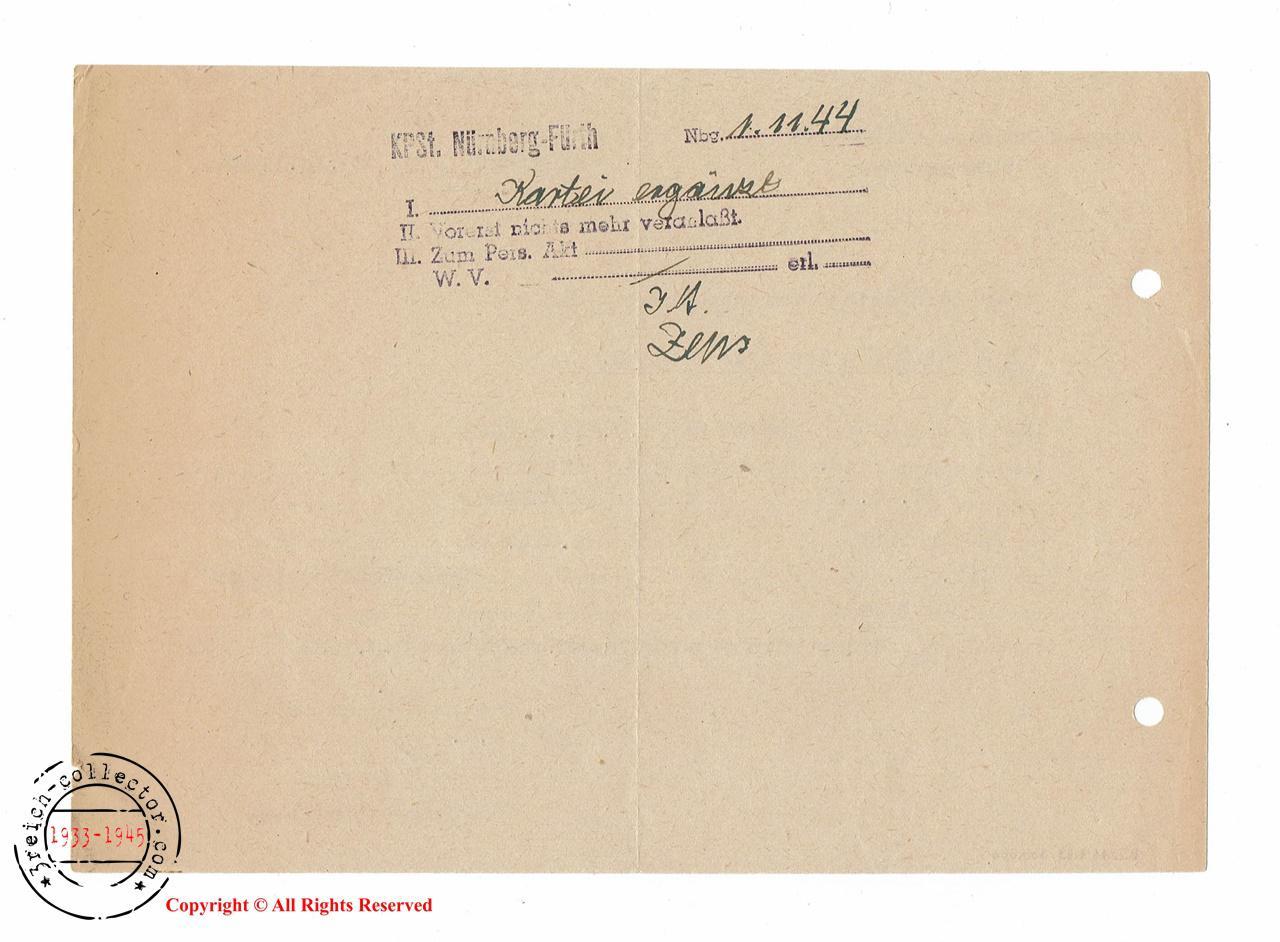 KPSt. Nürnberg-Fürth Nbg. 1. 11. 44
I. Kartei ergänzt
II. Vorerst nichts mehr veranlaßt.
III. Zum Pers. Akt
W. V. erl.
I A.
3reich-collector.com
1933-1945
Copyright © All Rights Reserved